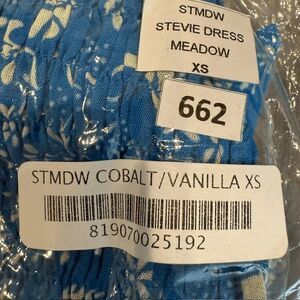 STMDW
STEVIE DRESS
MEADOW
XS
662
STMDW COBALT/VANILLA XS
819070025192